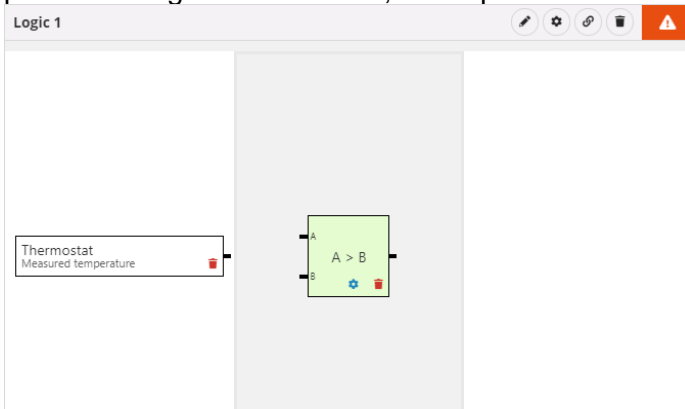 Logic 1
Thermostat
Measured temperature
A
A > B
B